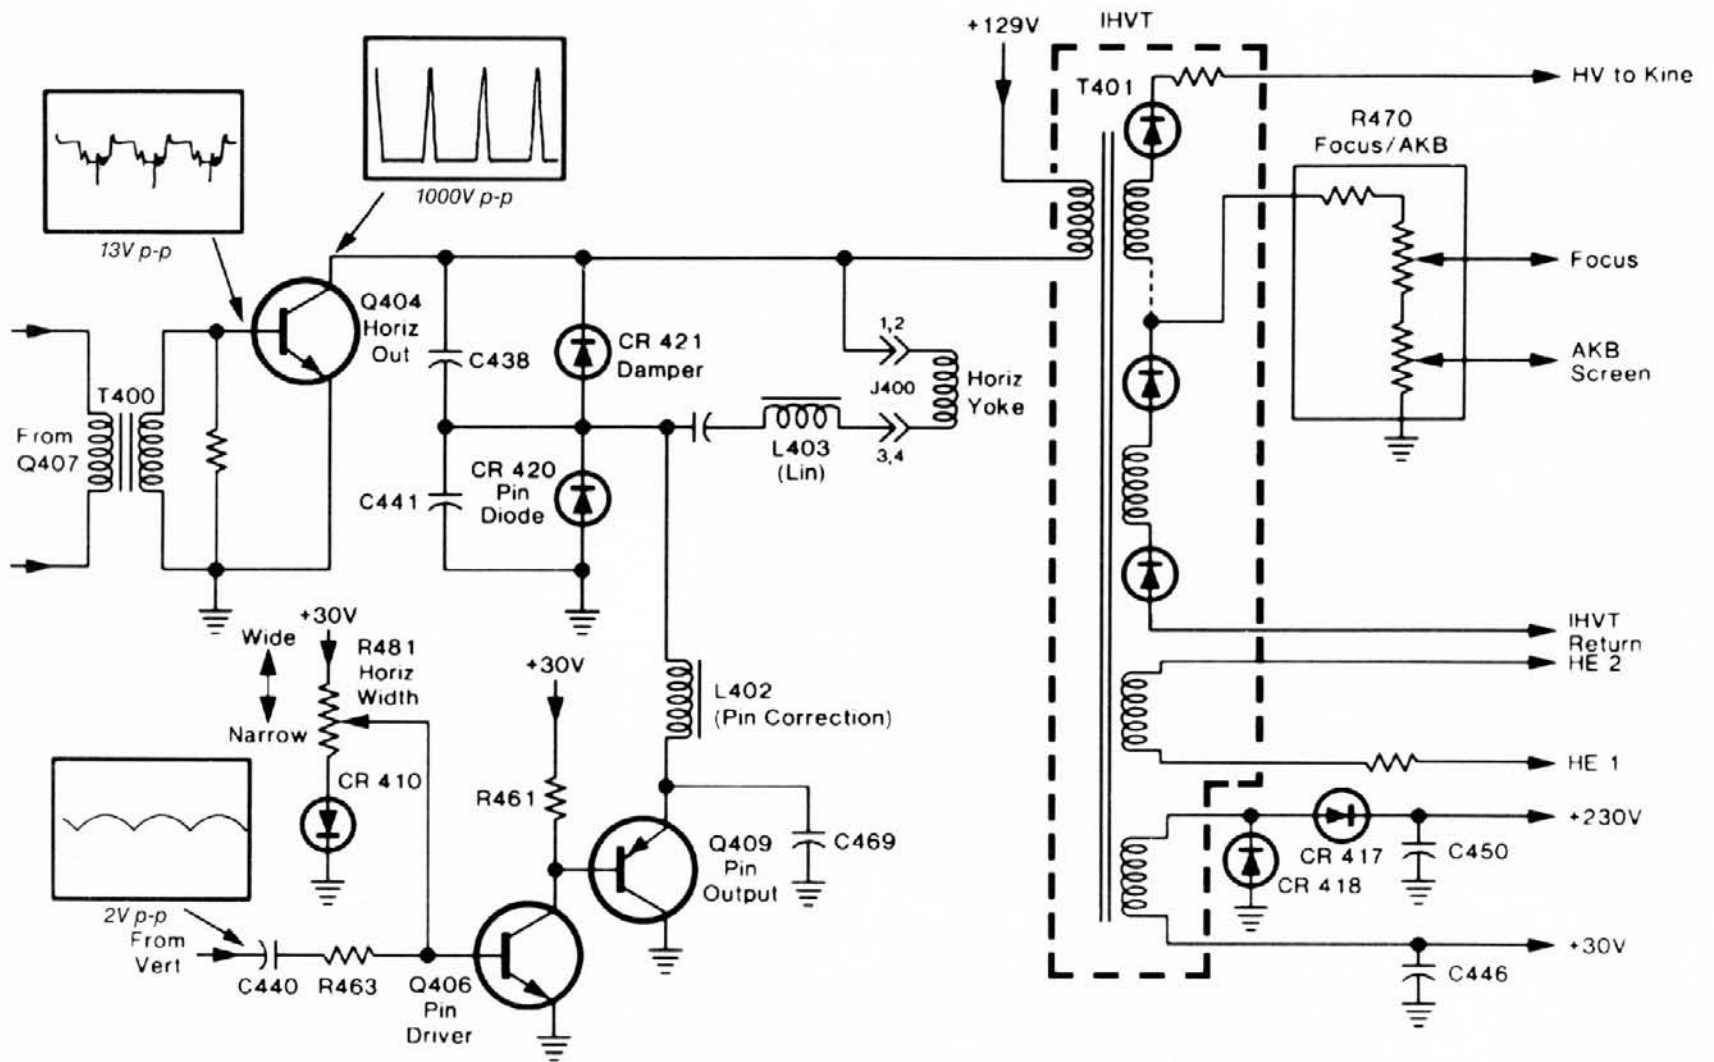 +129V
IHVT
T401
HV to Kine
R470
Focus/AKB
13V p-p
1000V p-p
Q404
Horiz
Out
C438
CR 421
Damper
1,2
J400
3,4
Horiz
Yoke
Focus
AKB
Screen
T400
From
Q407
C441
CR 420
Pin
Diode
L403
(Lin)
IHVT
Return
HE 2
+30V
Wide
R481
Horiz
Width
Narrow
CR 410
+30V
L402
(Pin Correction)
HE 1
R461
Q409
Pin
Output
C469
CR 417
CR 418
C450
+230V
2V p-p
From
Vert
C440
R463
Q406
Pin
Driver
+30V
C446